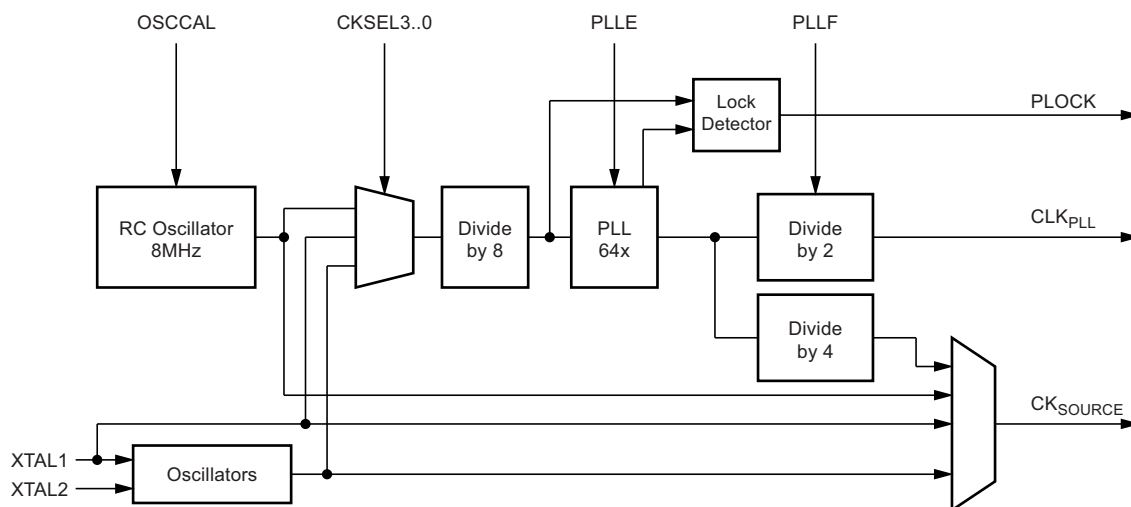 OSCCAL
CKSEL3..0
PLLE
PLLF
Lock
Detector
PLOCK
RC Oscillator
8MHz
Divide
by 8
PLL
64x
Divide
by 2
CLKPLL
Divide
by 4
CKSOURCE
XTAL1
XTAL2
Oscillators